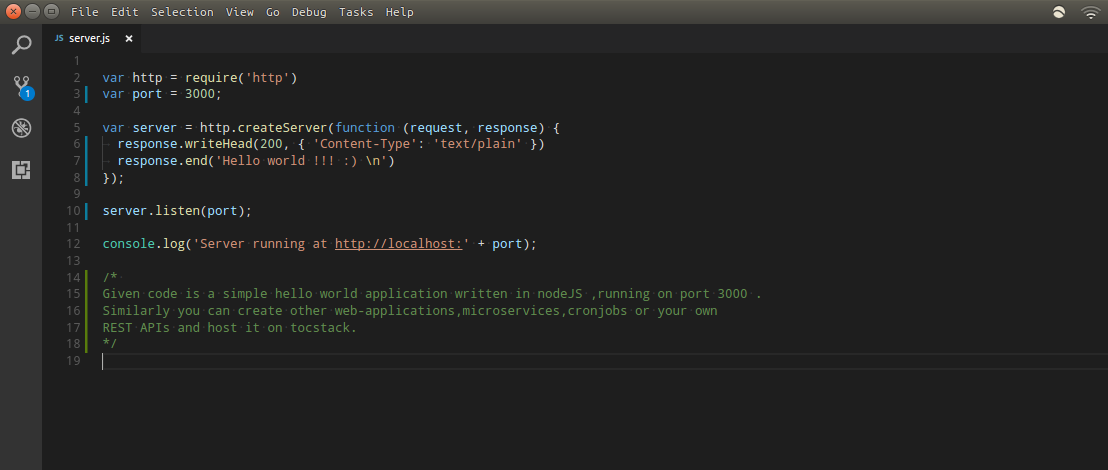 File Edit Selection View Go Debug Tasks Help
JS server.js ×
1
2 var http = require('http')
3 var port = 3000;
4
5 var server = http.createServer(function (request, response) {
6 response.writeHead(200, { 'Content-Type': 'text/plain' })
7 response.end('Hello world !!! :) \n')
8 });
9
10 server.listen(port);
11
12 console.log('Server running at http://localhost:' + port);
13
14 /*
15 Given code is a simple hello world application written in nodeJS ,running on port 3000 .
16 Similarly you can create other web-applications,microservices,cronjobs or your own
17 REST APIs and host it on tocstack.
18 */
19
1